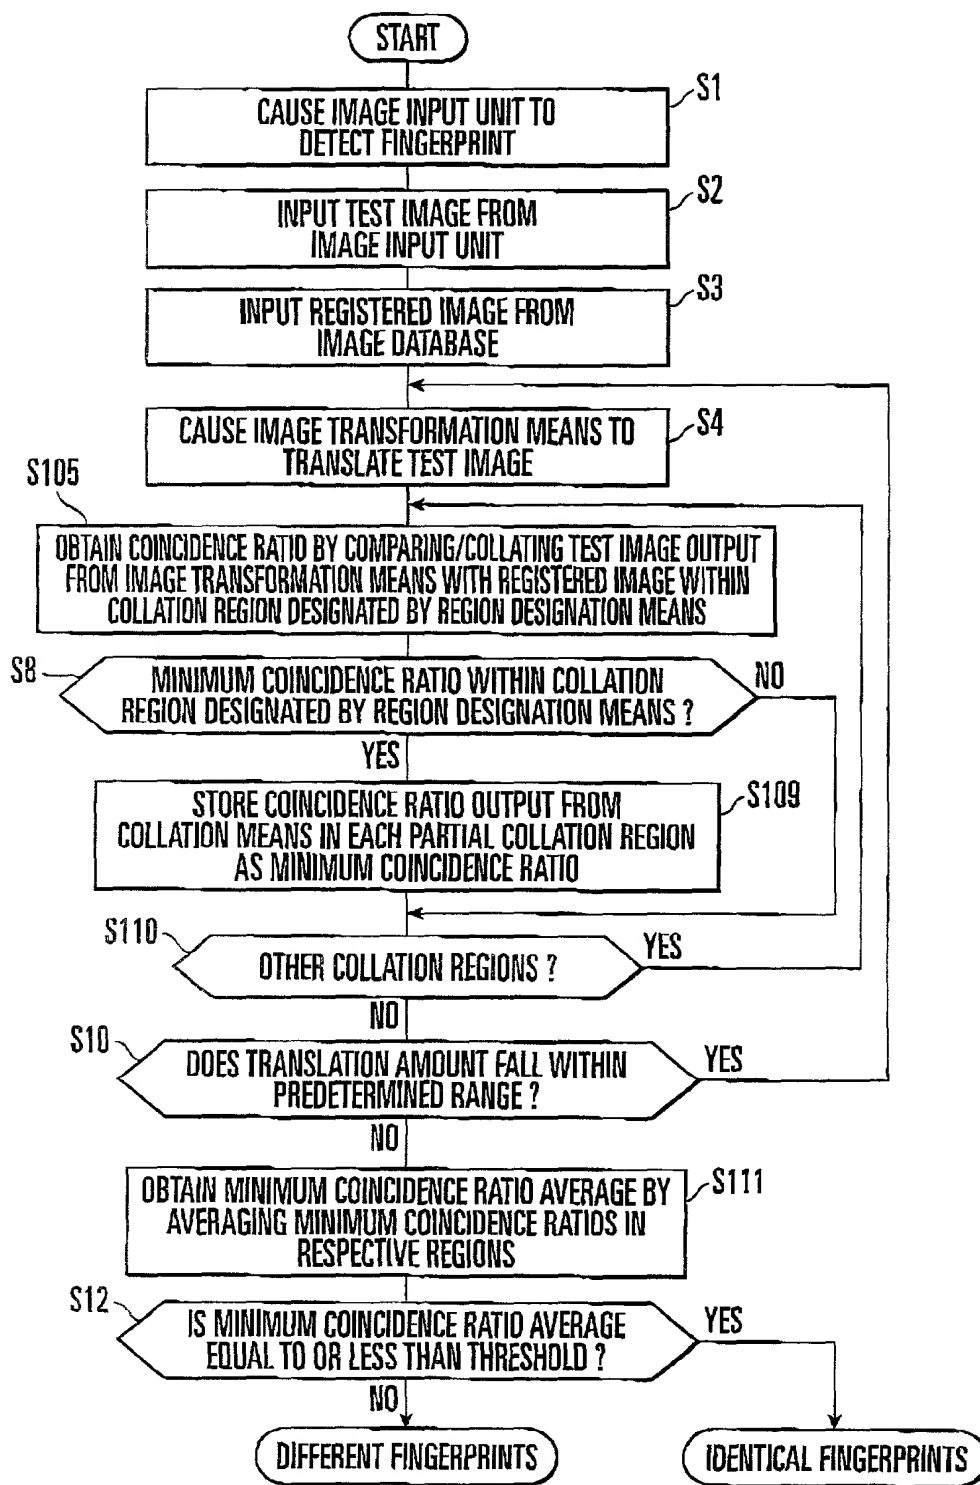 START
S1
CAUSE IMAGE INPUT UNIT TO
DETECT FINGERPRINT
S2
INPUT TEST IMAGE FROM
IMAGE INPUT UNIT
S3
INPUT REGISTERED IMAGE FROM
IMAGE DATABASE
S4
CAUSE IMAGE TRANSFORMATION MEANS TO
TRANSLATE TEST IMAGE
S105
OBTAIN COINCIDENCE RATIO BY COMPARING/COLLATING TEST IMAGE OUTPUT
FROM IMAGE TRANSFORMATION MEANS WITH REGISTERED IMAGE WITHIN
COLLATION REGION DESIGNATED BY REGION DESIGNATION MEANS
S8
MINIMUM COINCIDENCE RATIO WITHIN COLLATION
REGION DESIGNATED BY REGION DESIGNATION MEANS ?
NO
YES
S109
STORE COINCIDENCE RATIO OUTPUT FROM
COLLATION MEANS IN EACH PARTIAL COLLATION REGION
AS MINIMUM COINCIDENCE RATIO
S110
OTHER COLLATION REGIONS ?
YES
NO
S10
DOES TRANSLATION AMOUNT FALL WITHIN
PREDETERMINED RANGE ?
YES
NO
S111
OBTAIN MINIMUM COINCIDENCE RATIO AVERAGE BY
AVERAGING MINIMUM COINCIDENCE RATIOS IN
RESPECTIVE REGIONS
S12
IS MINIMUM COINCIDENCE RATIO AVERAGE
EQUAL TO OR LESS THAN THRESHOLD ?
YES
NO
DIFFERENT FINGERPRINTS
IDENTICAL FINGERPRINTS